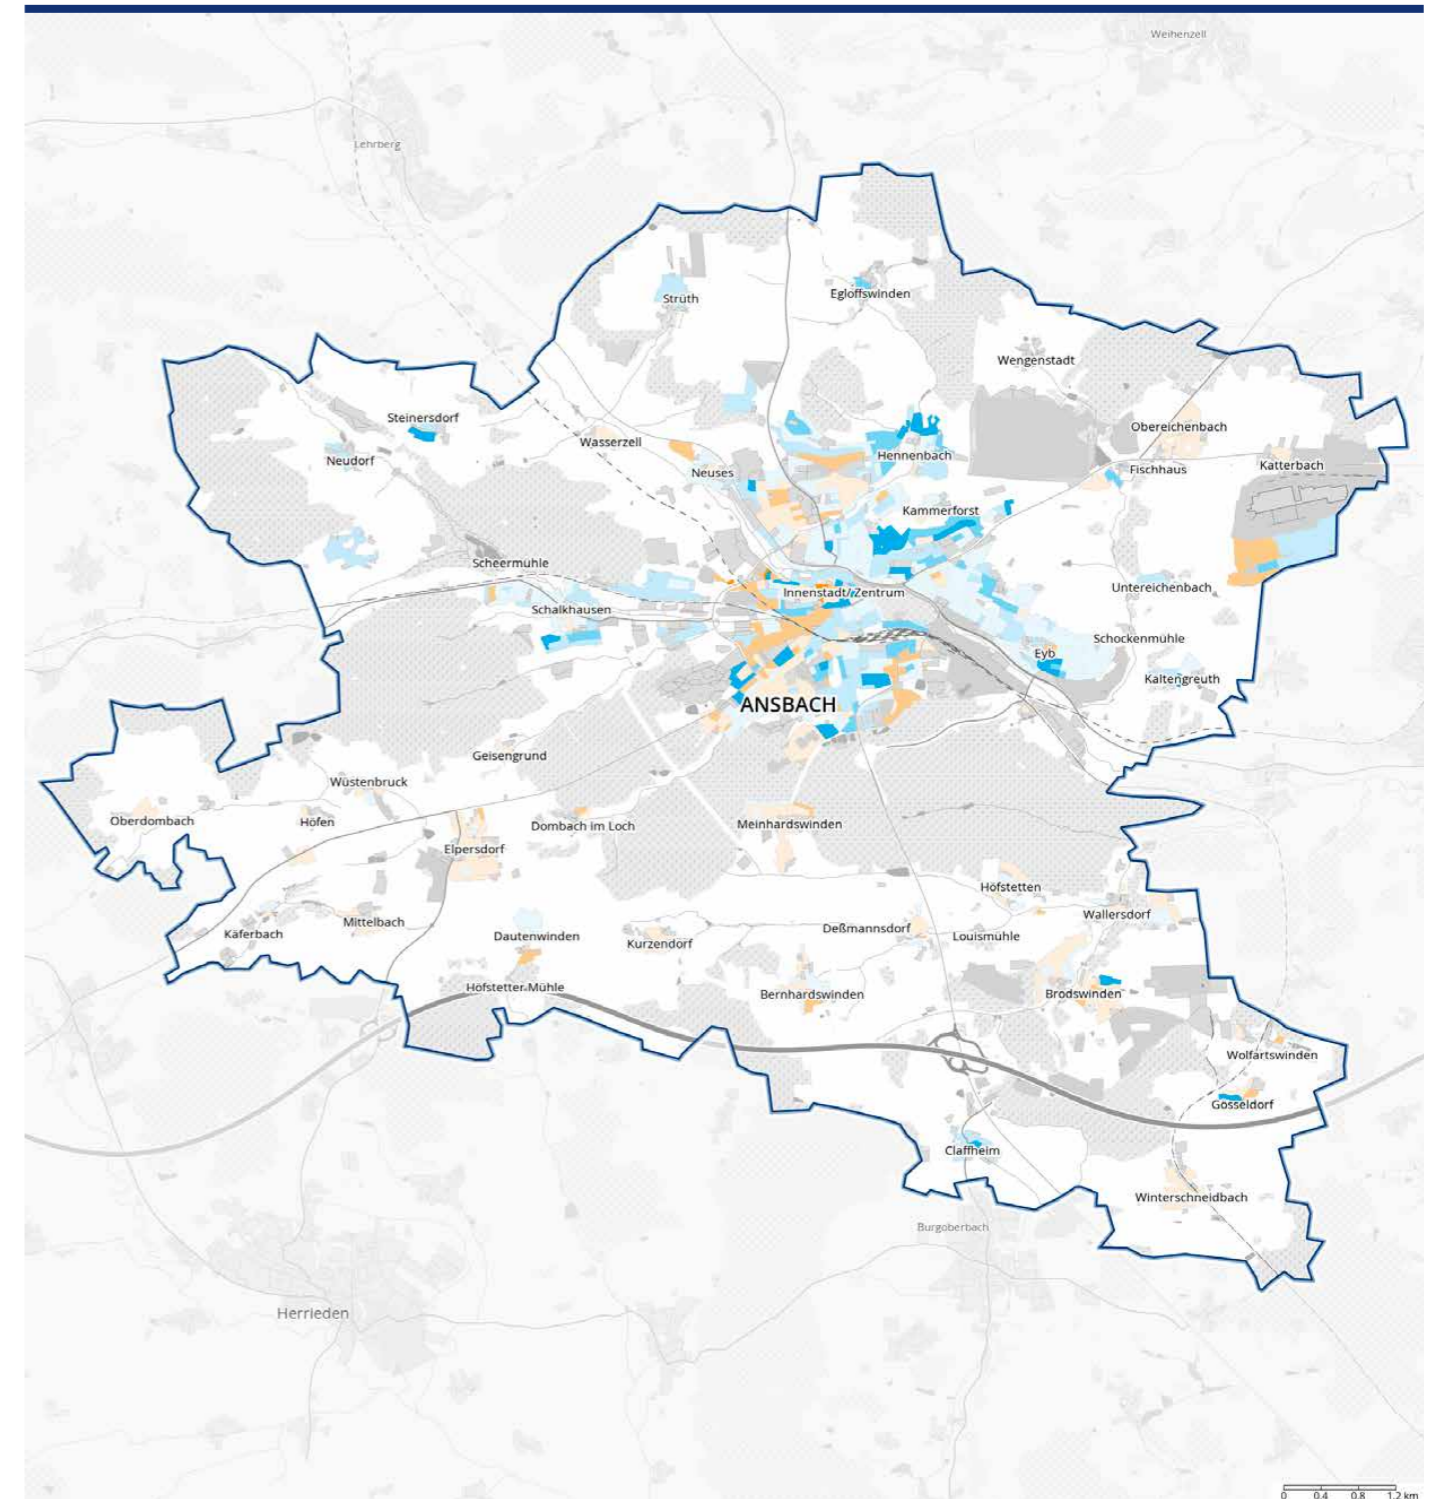 Weihenzell
Lehrberg
Strüth
Egloffswinden
Wengenstadt
Steinersdorf
Obereichenbach
Wasserzell
Neudorf
Hennenbach
Neuses
Fischhaus
Katterbach
Kammerforst
Scheermühle
Untereichenbach
Innenstadt/Zentrum
Schalkhausen
Schockenmühle
Eyb
Kaltengreuth
ANSBACH
Geisengrund
Wüstenbruck
Oberdombach
Höfen
Dombach im Loch
Meinhardswinden
Elpersdorf
Höfstetten
Wallersdorf
Mittelbach
Käferbach
Dautenwinden
Kurzendorf
Deßmannsdorf
Louismühle
Höfstetter Mühle
Bernhardswinden
Brodswinden
Wolfartswinden
Gösseldorf
Claffheim
Winterschneidbach
Burgoberbach
Herrieden
0 0.4 0.8 1.2 km